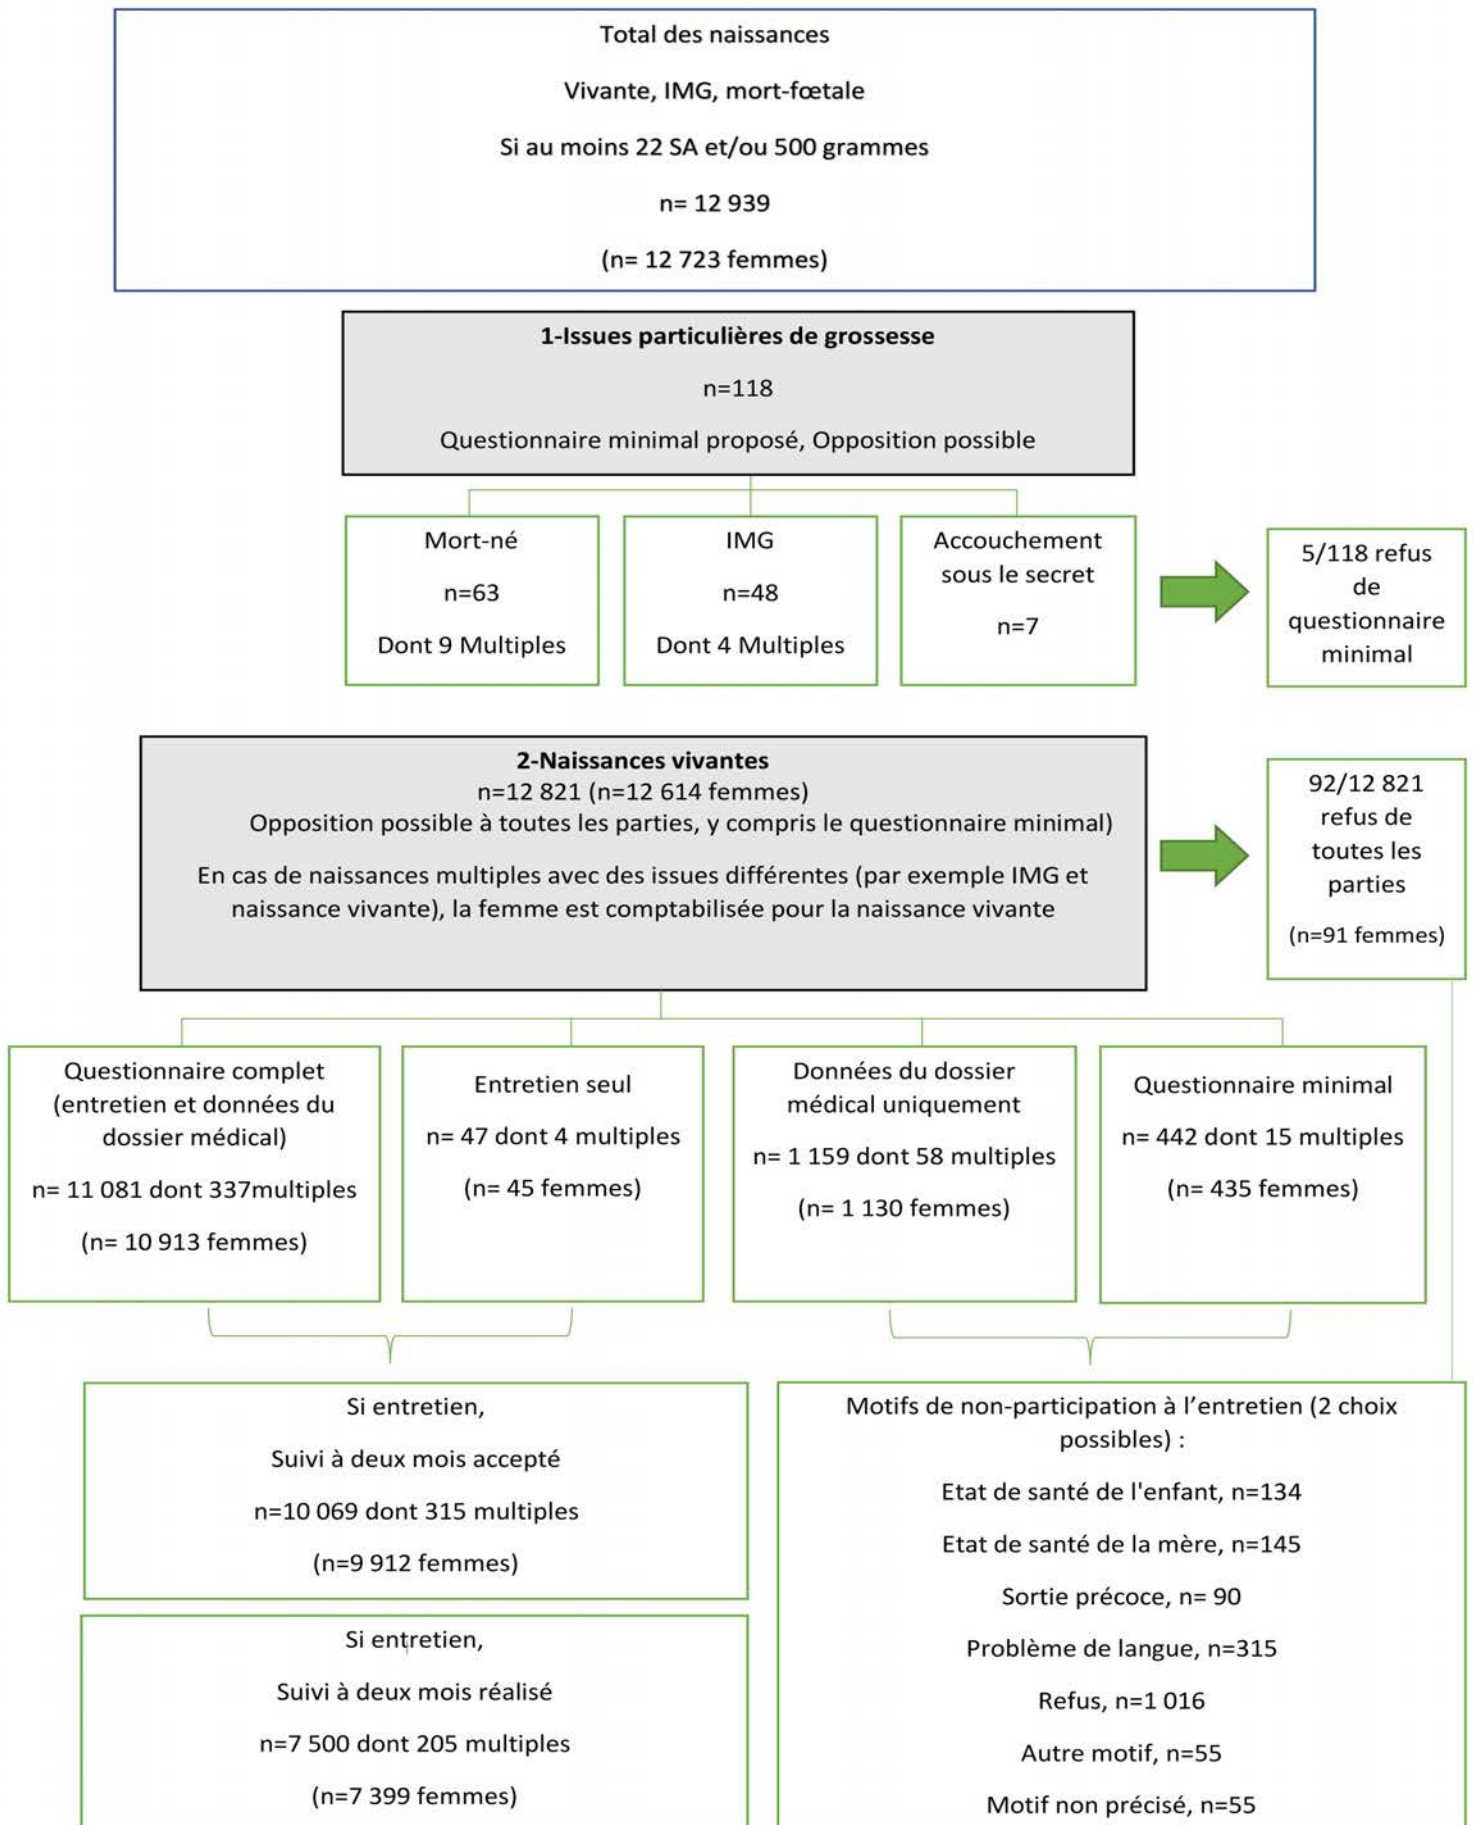 Total des naissances
Vivante, IMG, mort-fœtale
Si au moins 22 SA et/ou 500 grammes
n= 12 939
(n= 12 723 femmes)
1-Issues particulières de grossesse
n=118
Questionnaire minimal proposé, Opposition possible
Mort-né
n=63
Dont 9 Multiples
IMG
n=48
Dont 4 Multiples
Accouchement
sous le secret
n=7
5/118 refus
de
questionnaire
minimal
2-Naissances vivantes
n=12 821 (n=12 614 femmes)
Opposition possible à toutes les parties, y compris le questionnaire minimal)
En cas de naissances multiples avec des issues différentes (par exemple IMG et
naissance vivante), la femme est comptabilisée pour la naissance vivante
92/12 821
refus de
toutes les
parties
(n=91 femmes)
Questionnaire complet
(entretien et données du
dossier médical)
n= 11 081 dont 337multiples
(n= 10 913 femmes)
Entretien seul
n= 47 dont 4 multiples
(n= 45 femmes)
Données du dossier
médical uniquement
n= 1 159 dont 58 multiples
(n= 1 130 femmes)
Questionnaire minimal
n= 442 dont 15 multiples
(n= 435 femmes)
Si entretien,
Suivi à deux mois accepté
n=10 069 dont 315 multiples
(n=9 912 femmes)
Si entretien,
Suivi à deux mois réalisé
n=7 500 dont 205 multiples
(n=7 399 femmes)
Motifs de non-participation à l’entretien (2 choix
possibles) :
Etat de santé de l'enfant, n=134
Etat de santé de la mère, n=145
Sortie précoce, n= 90
Problème de langue, n=315
Refus, n=1 016
Autre motif, n=55
Motif non précisé, n=55